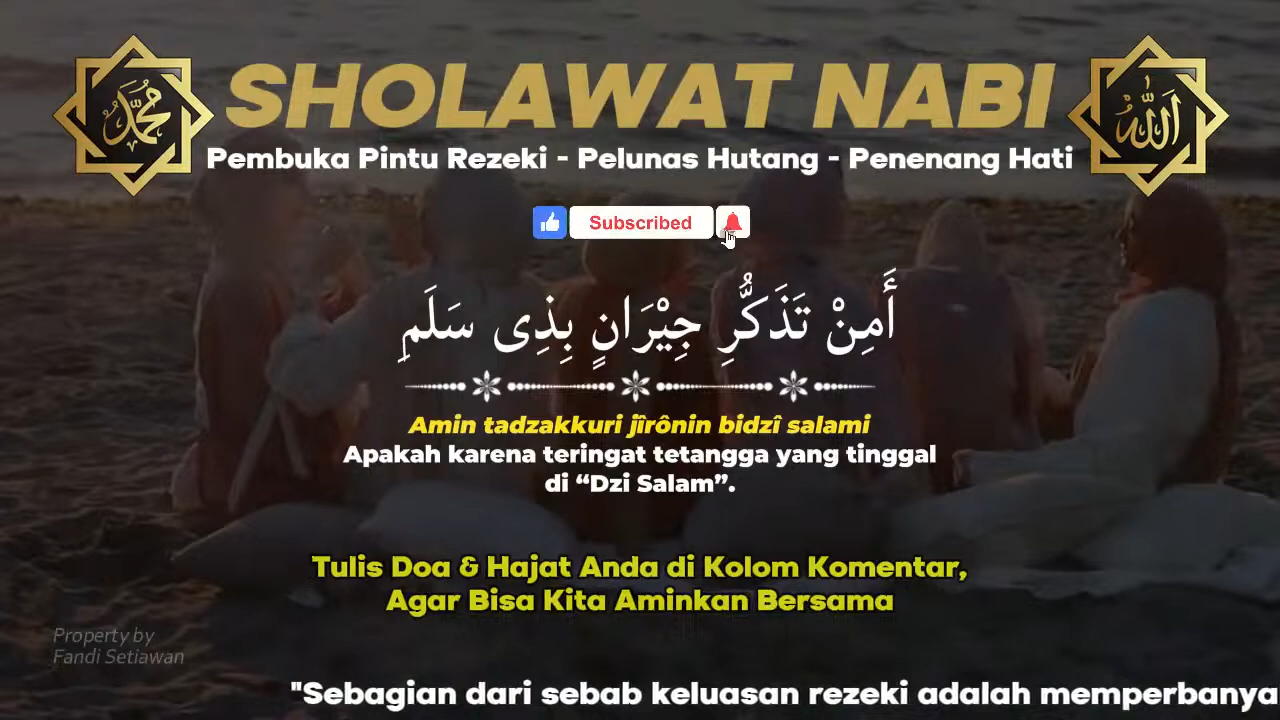 محمد
SHOLAWAT NABI
الله
Pembuka Pintu Rezeki - Pelunas Hutang - Penenang Hati
Subscribed
أَمِنْ تَذَكُّرِ جِيْرَانٍ بِذِى سَلَمِ
Amin tadzakkuri jîrônin bidzî salami
Apakah karena teringat tetangga yang tinggal
di “Dzi Salam”.
Tulis Doa & Hajat Anda di Kolom Komentar,
Agar Bisa Kita Aminkan Bersama
Property by
Fandi Setiawan
"Sebagian dari sebab keluasan rezeki adalah memperbanya